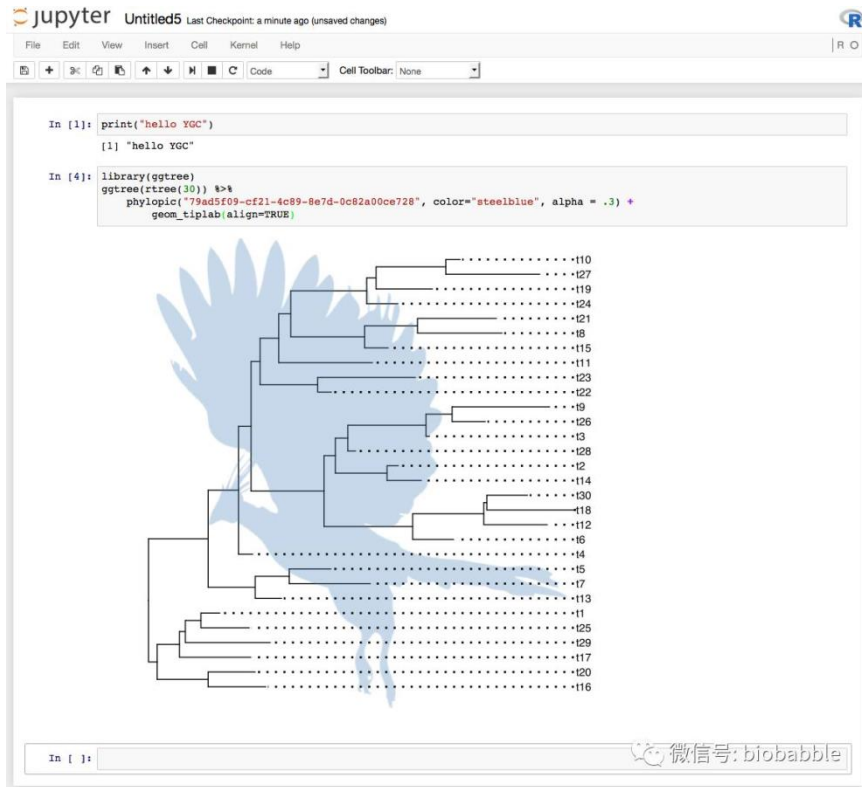 jupyter Untitled5 Last Checkpoint: a minute ago (unsaved changes)
File Edit View Insert Cell Kernel Help
R O
Code Cell Toolbar: None
In [1]: print("hello YGC")
[1] "hello YGC"
In [4]: library(ggtree)
ggtree(rtree(30)) %>%
phylopic("79ad5f09-cf21-4c89-8e7d-0c82a00ce728", color="steelblue", alpha = .3) +
geom_tiplab(align=TRUE)
t10
t27
t19
t24
t21
t8
t15
t11
t23
t22
t9
t26
t3
t28
t2
t14
t30
t18
t12
t6
t4
t5
t7
t13
t1
t25
t29
t17
t20
t16
In [ ]:
微信号: biobabble